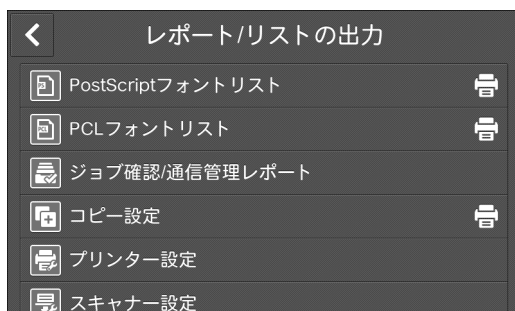 レポート/リストの出力
PostScriptフォントリスト
PCLフォントリスト
ジョブ確認/通信管理レポート
コピー設定
プリンター設定
スキャナー設定